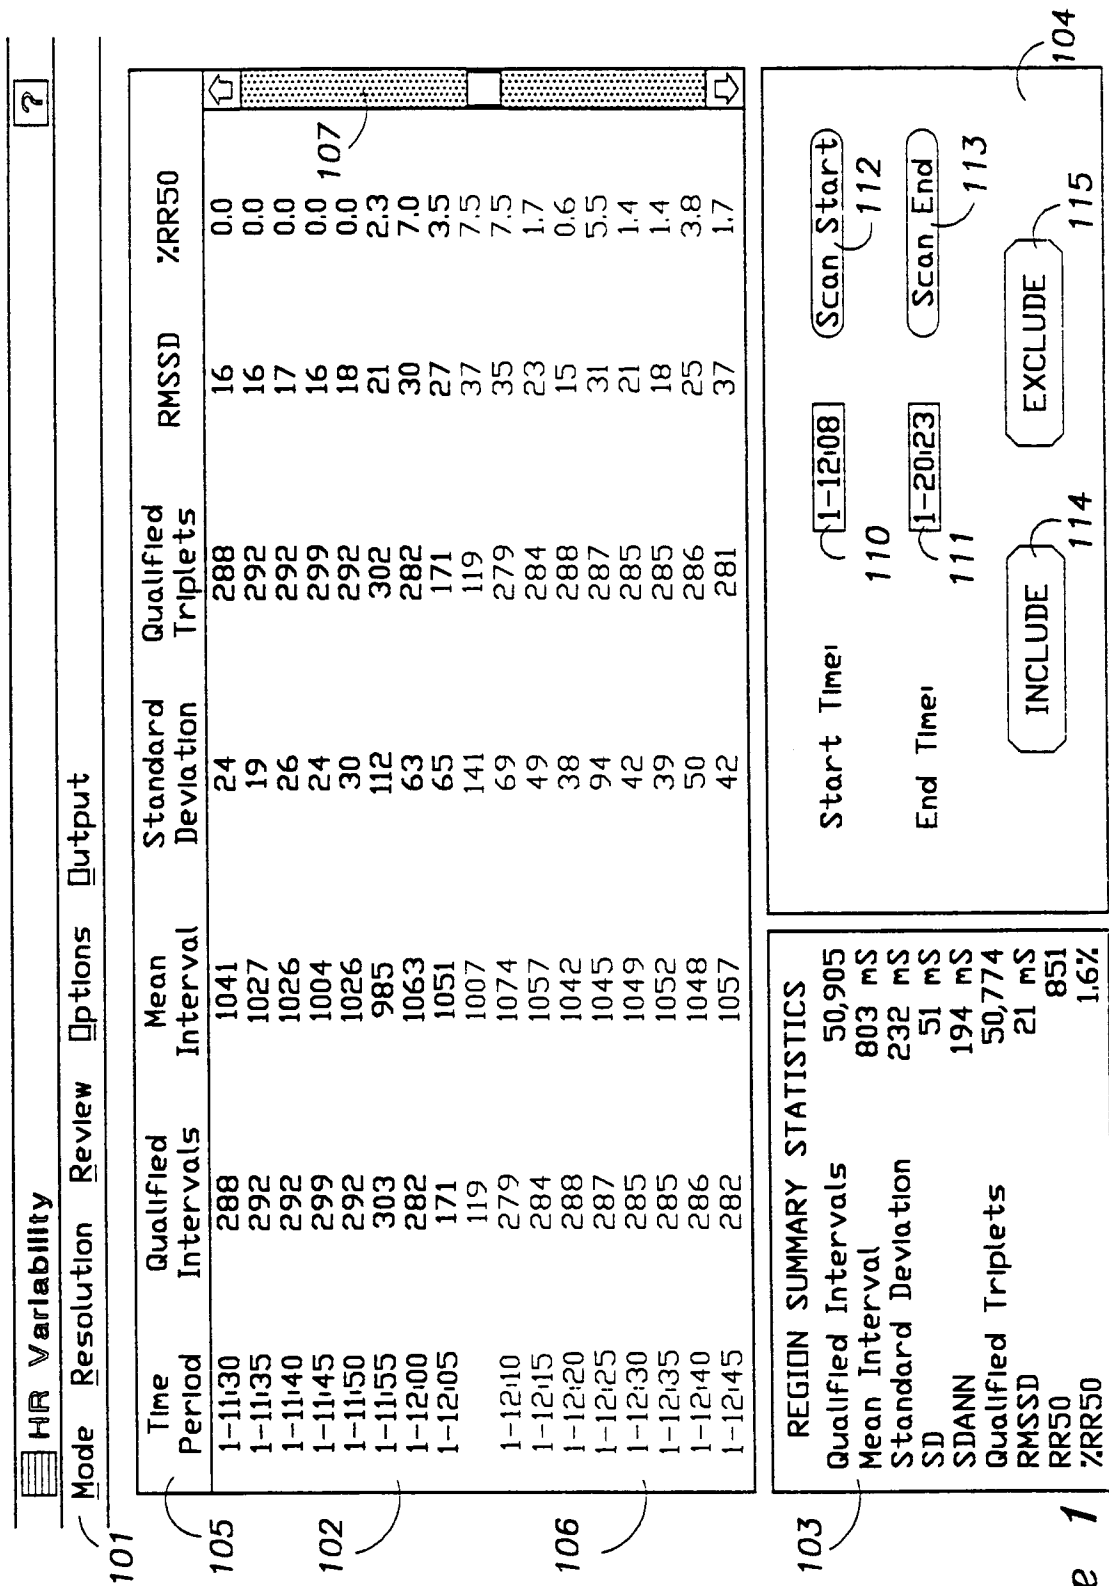 HR Variability ?
101 Mode Resolution Review Options Output
Time Qualified Mean Standard Qualified
Period Intervals Interval Deviation Triplets RMSSD %RR50
105
1-11:30 288 1041 24 288 16 0.0
1-11:35 292 1027 19 292 16 0.0
1-11:40 292 1026 26 292 17 0.0
1-11:45 299 1004 24 299 16 0.0
102
107
1-11:50 292 1026 30 292 18 0.0
1-11:55 303 985 112 302 21 2.3
1-12:00 282 1063 63 282 30 7.0
1-12:05 171 1051 65 171 27 3.5
119 1007 141 119 37 7.5
1-12:10 279 1074 69 279 35 7.5
1-12:15 284 1057 49 284 23 1.7
106
1-12:20 288 1042 38 288 15 0.6
1-12:25 287 1045 94 287 31 5.5
1-12:30 285 1049 42 285 21 1.4
1-12:35 285 1052 39 285 18 1.4
1-12:40 286 1048 50 286 25 3.8
1-12:45 282 1057 42 281 37 1.7
103
REGION SUMMARY STATISTICS
Qualified Intervals 50,905
Mean Interval 803 mS
Standard Deviation 232 mS
SD 51 mS
SDANN 194 mS
Qualified Triplets 50,774
RMSSD 21 mS
RR50 851
%RR50 1.6%
Start Time: 1-12:08 Scan Start
110 112
End Time: 1-20:23 Scan End
111 113
INCLUDE EXCLUDE
114 115
104
1